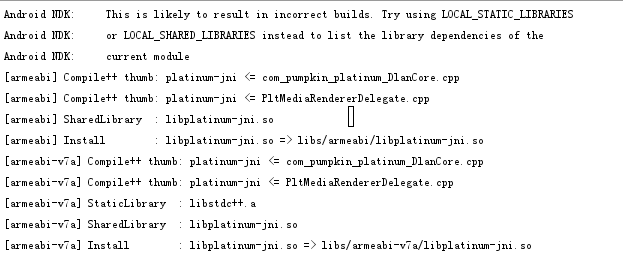 Android NDK:     This is likely to result in incorrect builds. Try using LOCAL_STATIC_LIBRARIES
Android NDK:     or LOCAL_SHARED_LIBRARIES instead to list the library dependencies of the
Android NDK:     current module
[armeabi] Compile++ thumb: platinum-jni <= com_pumpkin_platinum_DlanCore.cpp
[armeabi] Compile++ thumb: platinum-jni <= PltMediaRendererDelegate.cpp
[armeabi] SharedLibrary  : libplatinum-jni.so
[armeabi] Install        : libplatinum-jni.so => libs/armeabi/libplatinum-jni.so
[armeabi-v7a] Compile++ thumb: platinum-jni <= com_pumpkin_platinum_DlanCore.cpp
[armeabi-v7a] Compile++ thumb: platinum-jni <= PltMediaRendererDelegate.cpp
[armeabi-v7a] StaticLibrary  : libstdc++.a
[armeabi-v7a] SharedLibrary  : libplatinum-jni.so
[armeabi-v7a] Install        : libplatinum-jni.so => libs/armeabi-v7a/libplatinum-jni.so